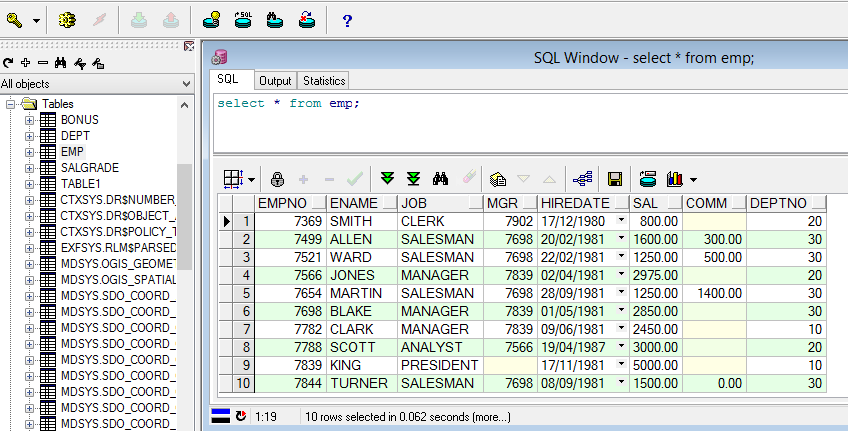 SQL
?
SQL Window - select * from emp;
All objects
Tables
BONUS
DEPT
EMP
SALGRADE
TABLE1
CTXSYS.DR$NUMBER_
CTXSYS.DR$OBJECT_
CTXSYS.DR$POLICY_T
EXFSYS.RLM$PARSED
MDSYS.OGIS_GEOMET
MDSYS.OGIS_SPATIAL
MDSYS.SDO_COORD_
MDSYS.SDO_COORD_
MDSYS.SDO_COORD_
MDSYS.SDO_COORD_
MDSYS.SDO_COORD_
MDSYS.SDO_COORD_
MDSYS.SDO_COORD_
MDSYS.SDO_COORD_
MDSYS.SDO_COORD_
SQL Output Statistics
select * from emp;
EMPNO ENAME JOB MGR HIREDATE SAL COMM DEPTNO
1 7369 SMITH CLERK 7902 17/12/1980 800.00 20
2 7499 ALLEN SALESMAN 7698 20/02/1981 1600.00 300.00 30
3 7521 WARD SALESMAN 7698 22/02/1981 1250.00 500.00 30
4 7566 JONES MANAGER 7839 02/04/1981 2975.00 20
5 7654 MARTIN SALESMAN 7698 28/09/1981 1250.00 1400.00 30
6 7698 BLAKE MANAGER 7839 01/05/1981 2850.00 30
7 7782 CLARK MANAGER 7839 09/06/1981 2450.00 10
8 7788 SCOTT ANALYST 7566 19/04/1987 3000.00 20
9 7839 KING PRESIDENT 17/11/1981 5000.00 10
10 7844 TURNER SALESMAN 7698 08/09/1981 1500.00 0.00 30
1:19 10 rows selected in 0.062 seconds (more...)